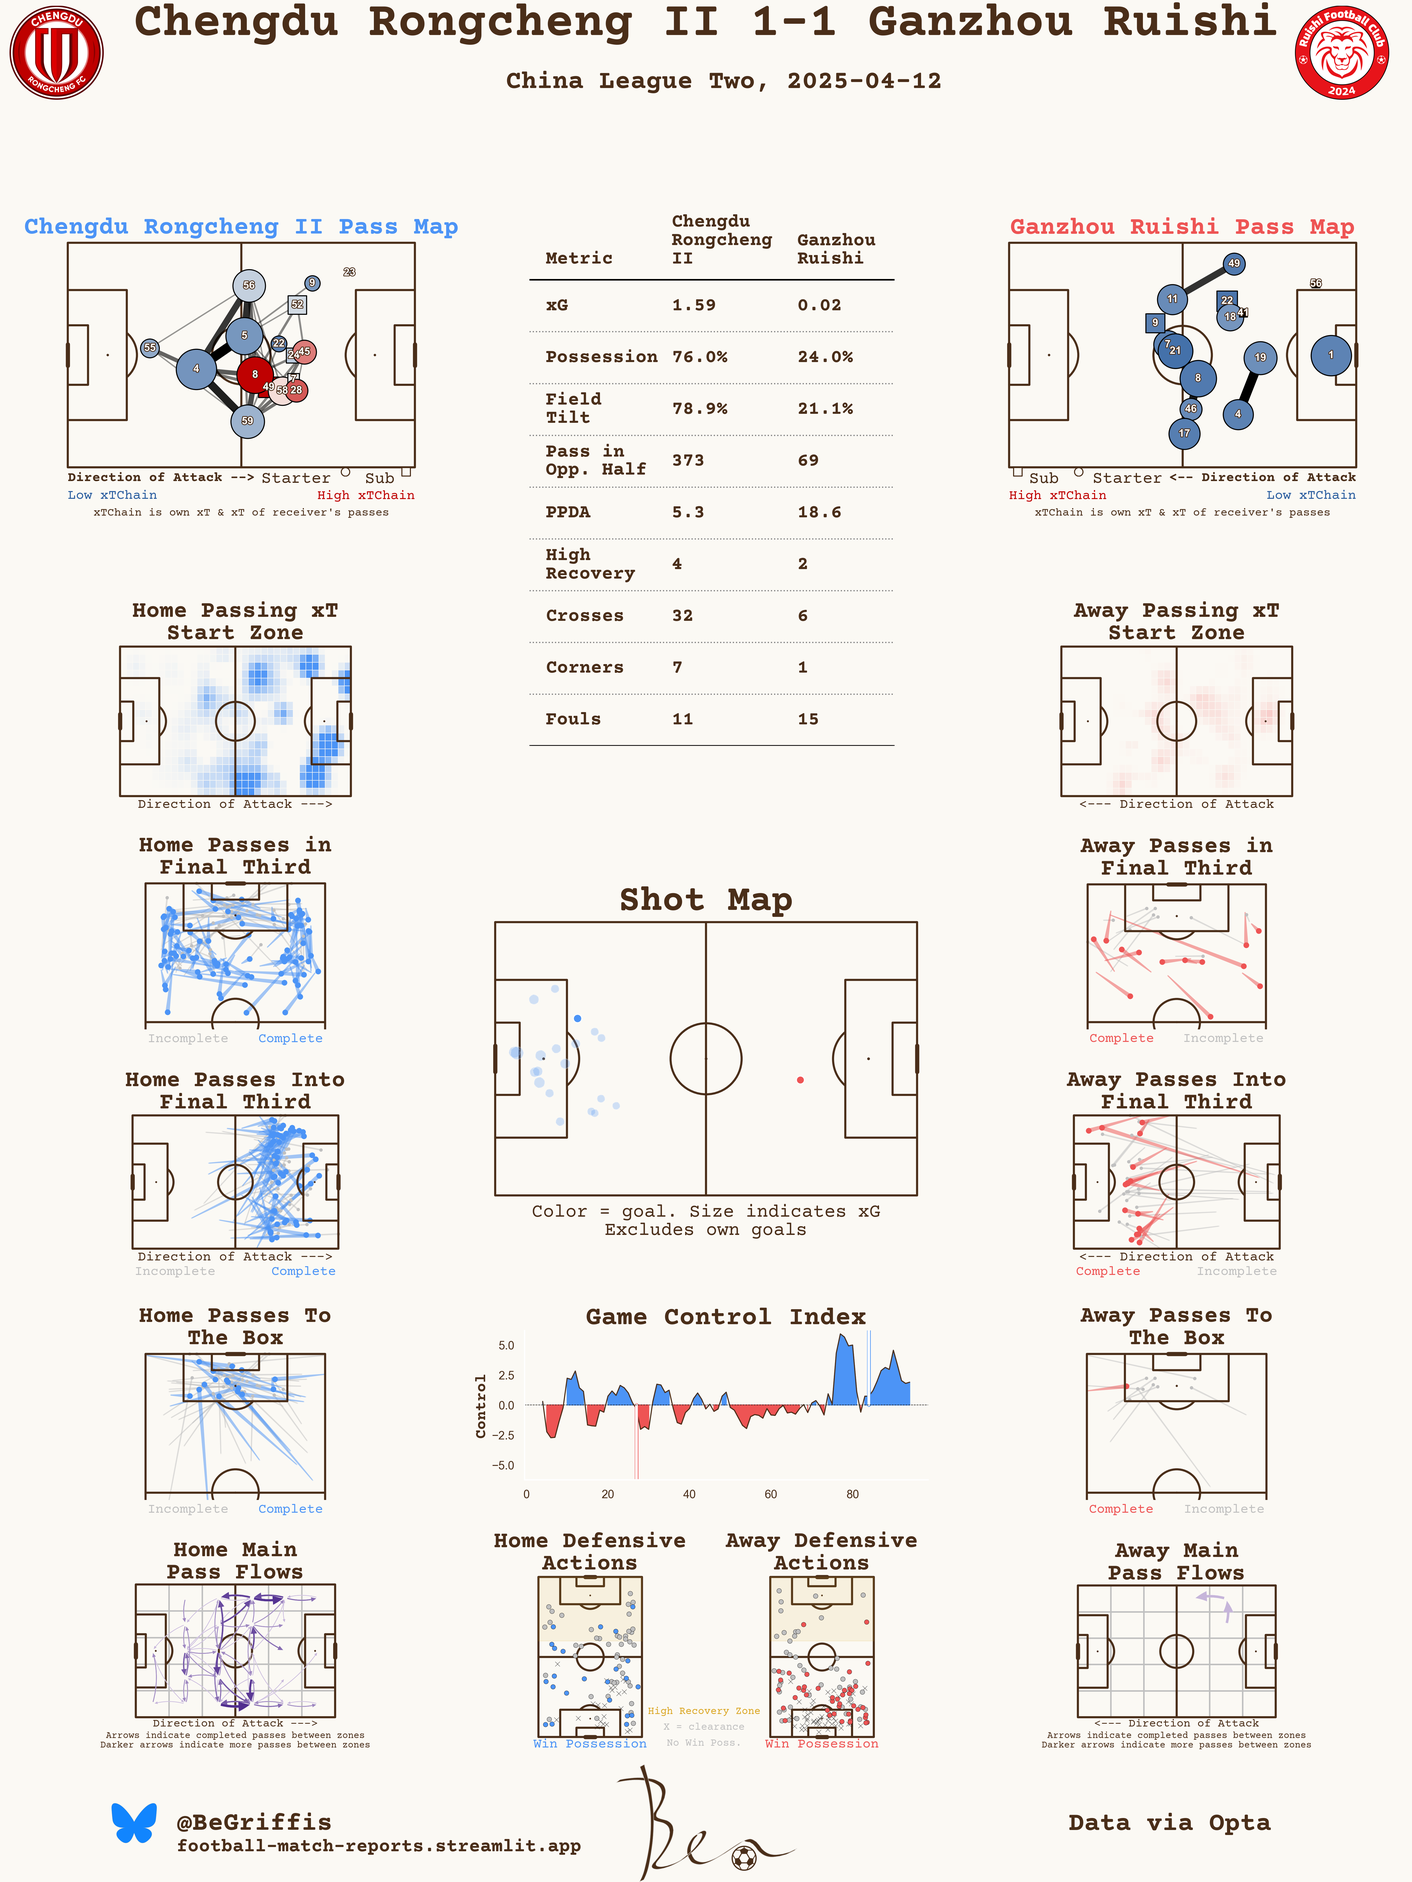 Chengdu Rongcheng II 1-1 Ganzhou Ruishi
China League Two, 2025-04-12
CHENGDU
RONGCHENG FC
Ruishi Football Club
2024
Chengdu Rongcheng II Pass Map
23
9
56
52
5
22
55
24
45
4
8
49
58
28
59
Direction of Attack --> Starter Sub
Low xTChain High xTChain
xTChain is own xT & xT of receiver's passes
Metric Chengdu Rongcheng II Ganzhou Ruishi
xG 1.59 0.02
Possession 76.0% 24.0%
Field Tilt 78.9% 21.1%
Pass in Opp. Half 373 69
PPDA 5.3 18.6
High Recovery 4 2
Crosses 32 6
Corners 7 1
Fouls 11 15
Ganzhou Ruishi Pass Map
49
56
11
22
41
18
9
7
21
19
1
8
46
4
17
Sub Starter <-- Direction of Attack
High xTChain Low xTChain
xTChain is own xT & xT of receiver's passes
Home Passing xT
Start Zone
Direction of Attack --->
Away Passing xT
Start Zone
<--- Direction of Attack
Home Passes in
Final Third
Incomplete Complete
Away Passes in
Final Third
Complete Incomplete
Shot Map
Color = goal. Size indicates xG
Excludes own goals
Home Passes Into
Final Third
Direction of Attack --->
Incomplete Complete
Away Passes Into
Final Third
<--- Direction of Attack
Complete Incomplete
Home Passes To
The Box
Incomplete Complete
Game Control Index
Control
5.0
2.5
0.0
−2.5
−5.0
0 20 40 60 80
Away Passes To
The Box
Complete Incomplete
Home Main
Pass Flows
Direction of Attack --->
Arrows indicate completed passes between zones
Darker arrows indicate more passes between zones
Home Defensive
Actions
Win Possession
Away Defensive
Actions
Win Possession
High Recovery Zone
X = clearance
No Win Poss.
Away Main
Pass Flows
<--- Direction of Attack
Arrows indicate completed passes between zones
Darker arrows indicate more passes between zones
@BeGriffis
football-match-reports.streamlit.app
Ben
Data via Opta